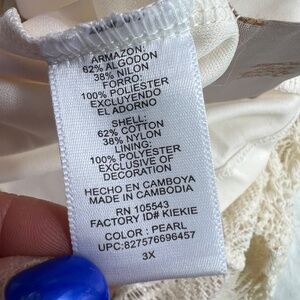 ARMAZON:
62% ALGODON
38% NILON
FORRO:
100% POLIESTER
EXCLUYENDO
EL ADORNO
SHELL:
62% COTTON
38% NYLON
LINING:
100% POLYESTER
EXCLUSIVE OF
DECORATION
HECHO EN CAMBOYA
MADE IN CAMBODIA
RN 105543
FACTORY ID# KIEKIE
COLOR : PEARL
UPC:827576696457
3X